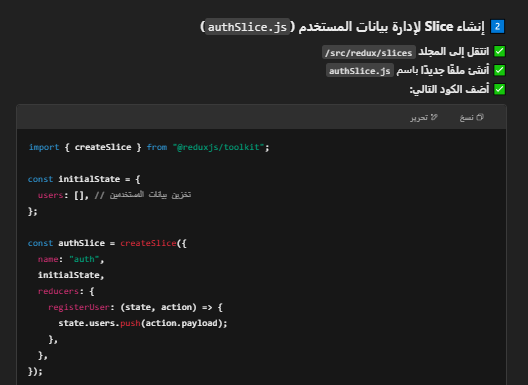 2 إنشاء Slice لإدارة بيانات المستخدم (authSlice.js)
✅ انتقل إلى المجلد /src/redux/slices
✅ أنشئ ملفًا جديدًا باسم authSlice.js
✅ أضف الكود التالي:
نسخ تحرير
import { createSlice } from "@reduxjs/toolkit";
const initialState = {
users: [], // تخزين بيانات المستخدمين
};
const authSlice = createSlice({
name: "auth",
initialState,
reducers: {
registerUser: (state, action) => {
state.users.push(action.payload);
},
},
});